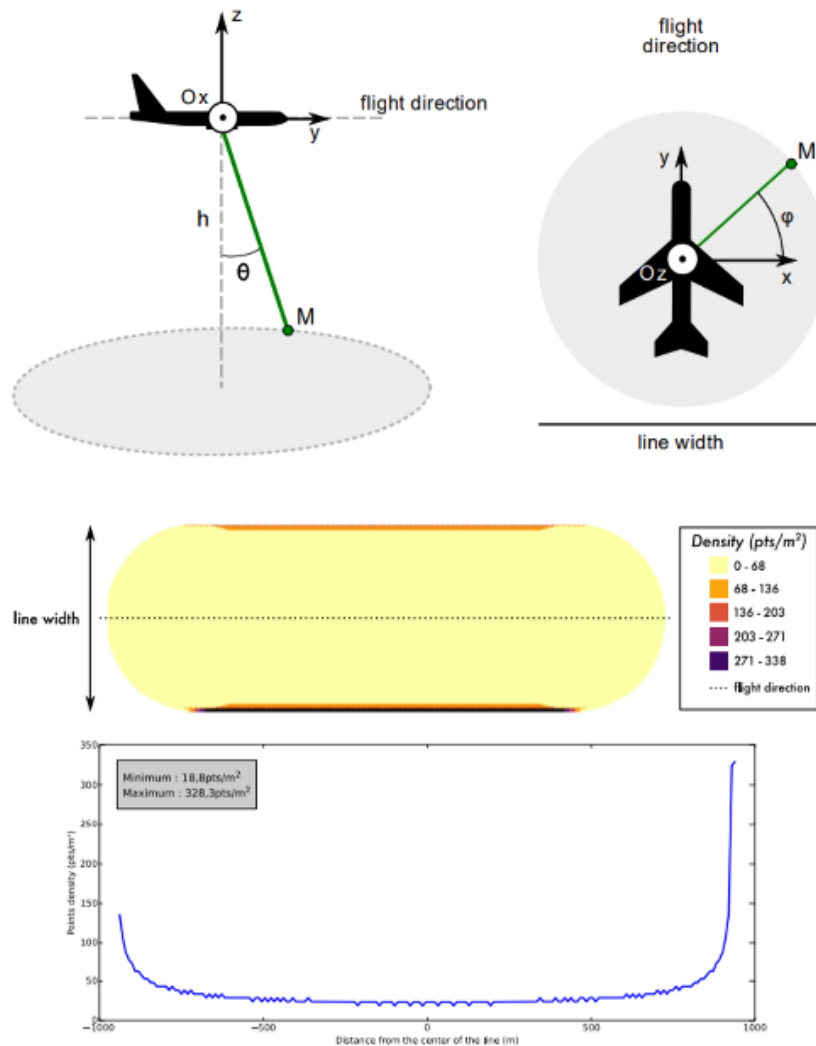 z
Ox
flight direction
y
h
θ
M
flight
direction
y
M
φ
Oz
x
line width
line width
Density (pts/m²)
0 - 68
68 - 136
136 - 203
203 - 271
271 - 338
flight direction
350
300
250
200
150
100
50
0
Points density (pts/m²)
Minimum : 18,8pts/m²
Maximum : 328,3pts/m²
−1000
−500
0
500
1000
Distance from the center of the line (m)